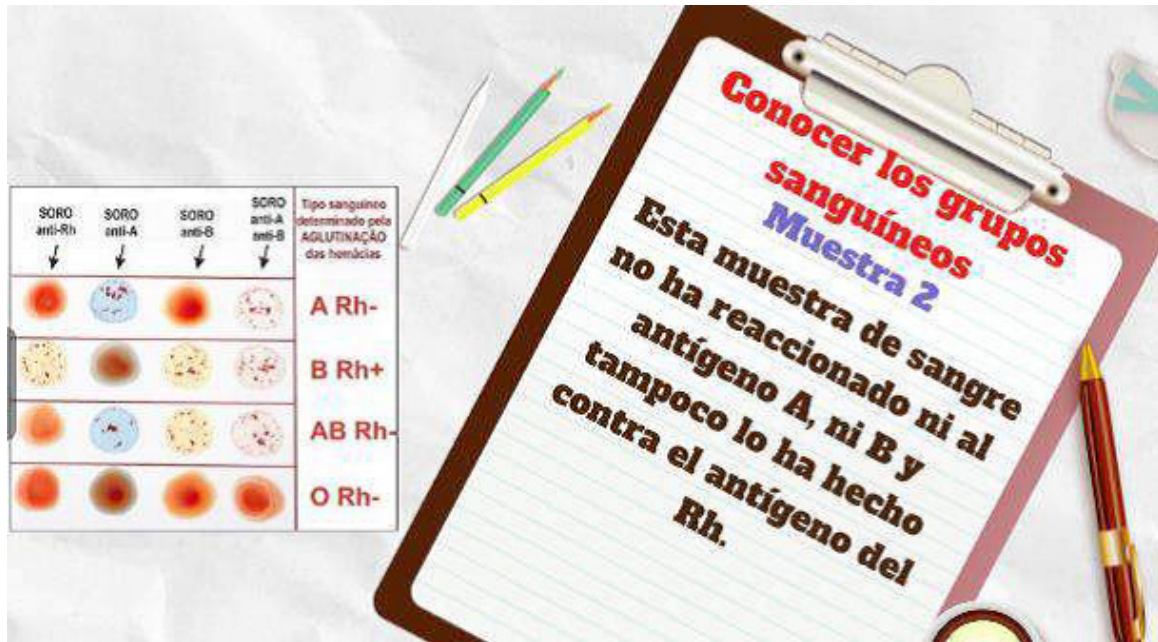 SORO
anti-Rh
SORO
anti-A
SORO
anti-B
SORO
anti-A
anti-B
Tipo sanguíneo
determinado pela
AGLUTINAÇÃO
das hemácias
A Rh-
B Rh+
AB Rh-
O Rh-
Conocer los grupos
sanguíneos
Muestra 2
Esta muestra de sangre
no ha reaccionado ni al
antígeno A, ni B y
tampoco lo ha hecho
contra el antígeno del
Rh.